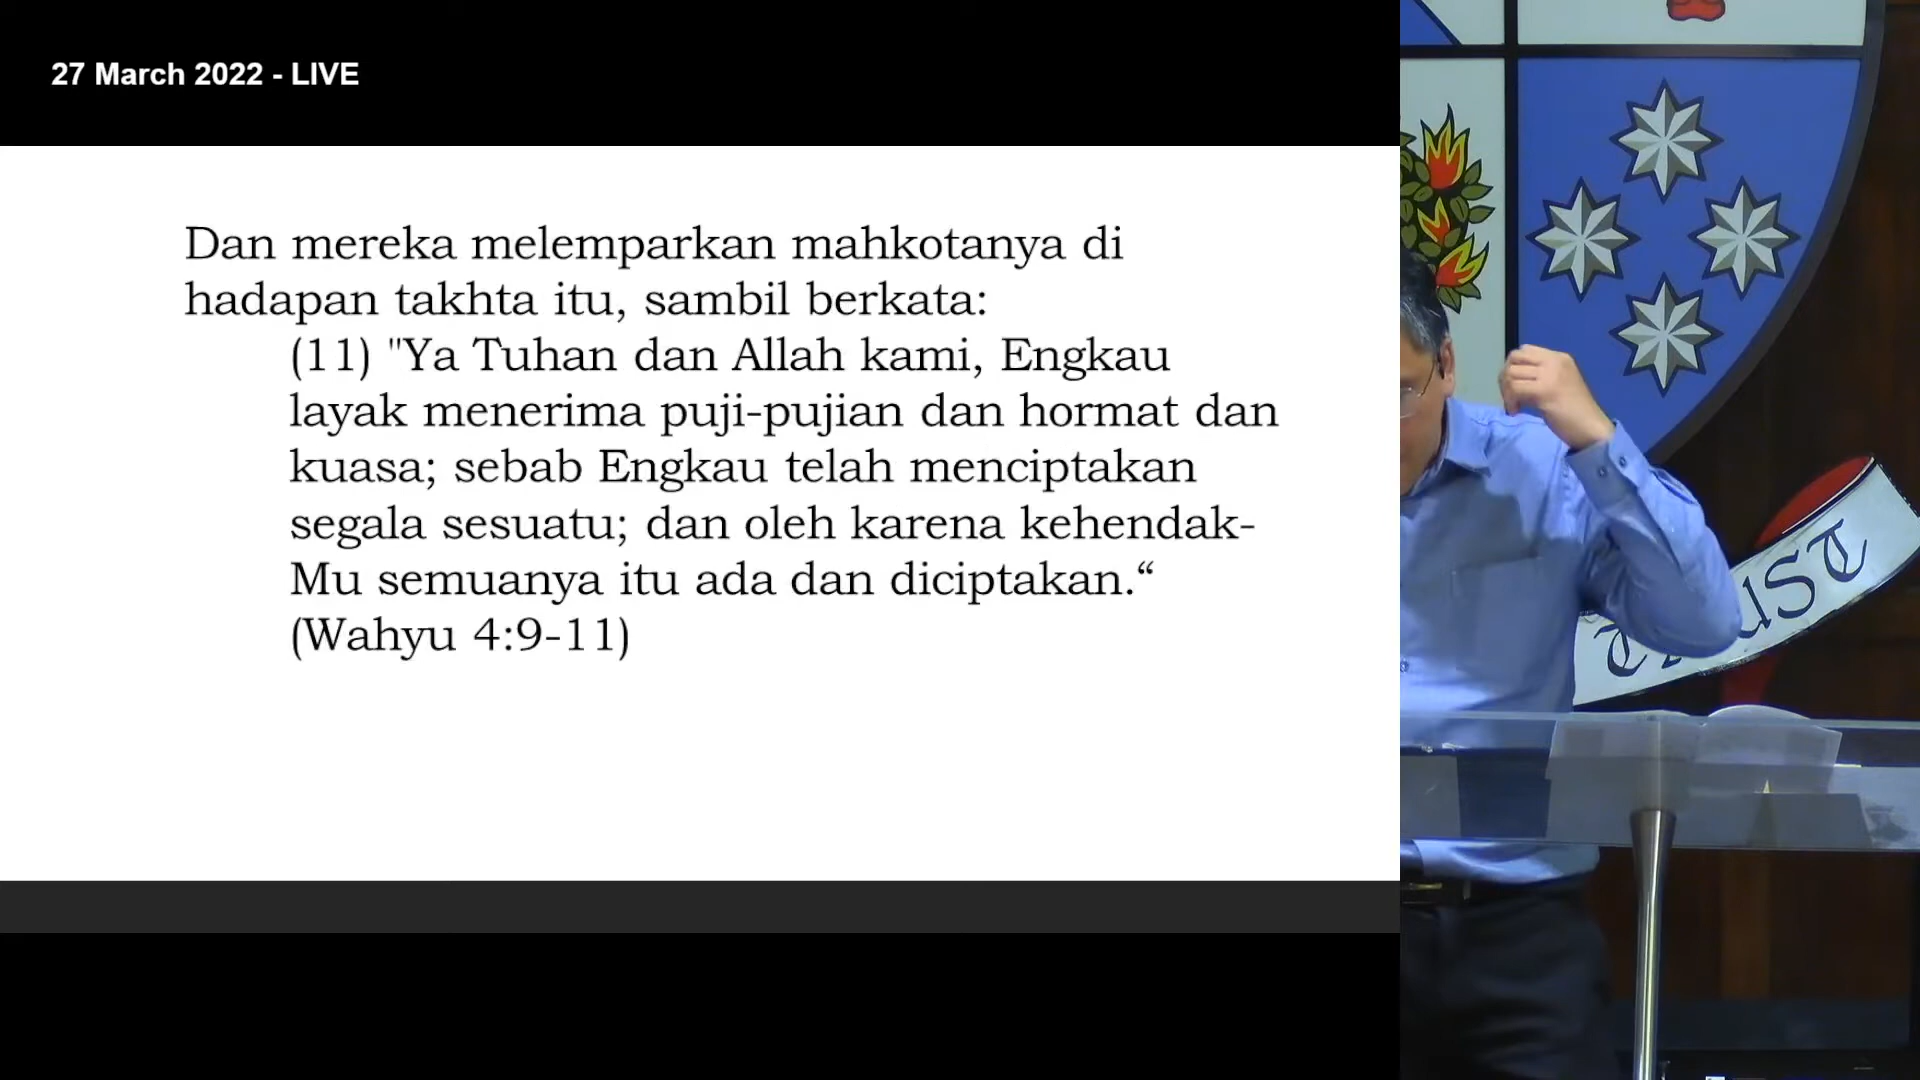 27 March 2022 - LIVE
Dan mereka melemparkan mahkotanya di
hadapan takhta itu, sambil berkata:
(11) "Ya Tuhan dan Allah kami, Engkau
layak menerima puji-pujian dan hormat dan
kuasa; sebab Engkau telah menciptakan
segala sesuatu; dan oleh karena kehendak-
Mu semuanya itu ada dan diciptakan.“
(Wahyu 4:9-11)